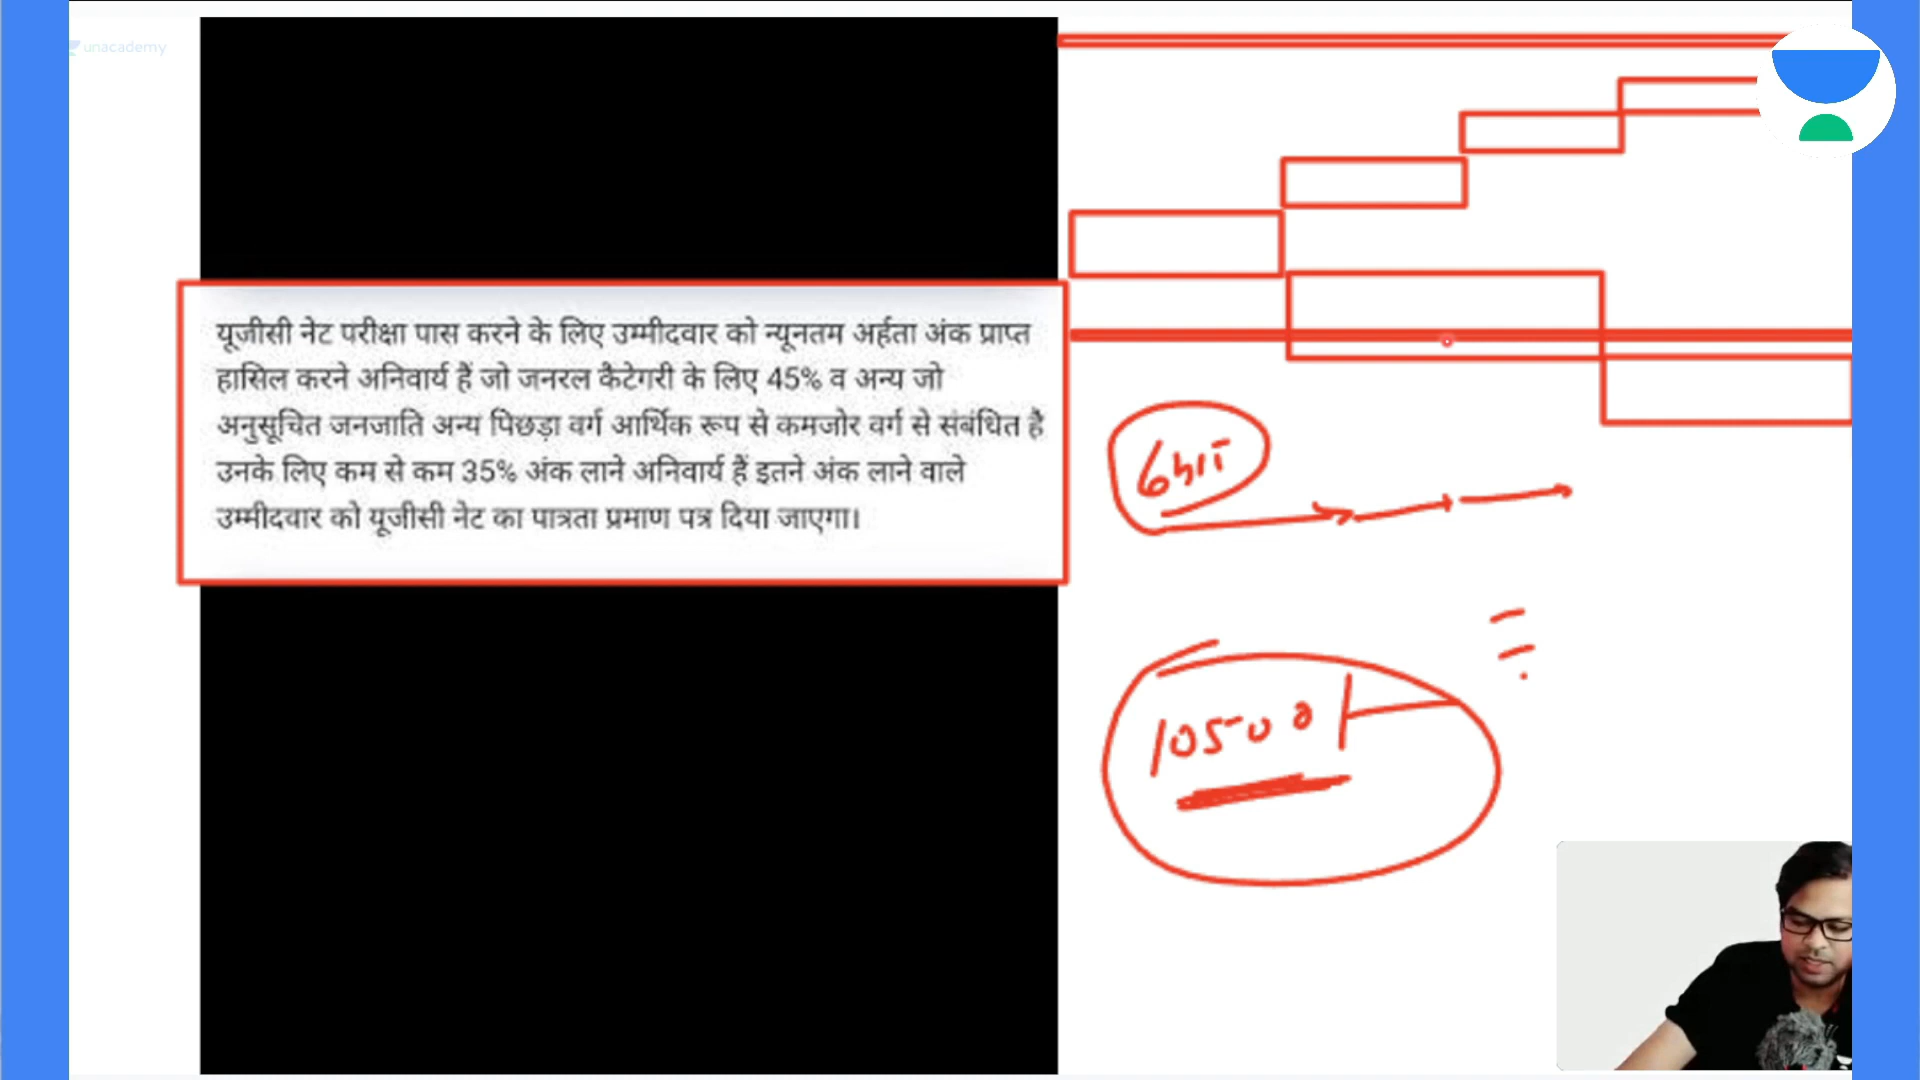 unacademy
यूजीसी नेट परीक्षा पास करने के लिए उम्मीदवार को न्यूनतम अर्हता अंक प्राप्त
हासिल करने अनिवार्य हैं जो जनरल कैटेगरी के लिए 45% व अन्य जो
अनुसूचित जनजाति अन्य पिछड़ा वर्ग आर्थिक रूप से कमजोर वर्ग से संबंधित है
उनके लिए कम से कम 35% अंक लाने अनिवार्य हैं इतने अंक लाने वाले
उम्मीदवार को यूजीसी नेट का पात्रता प्रमाण पत्र दिया जाएगा।
10500